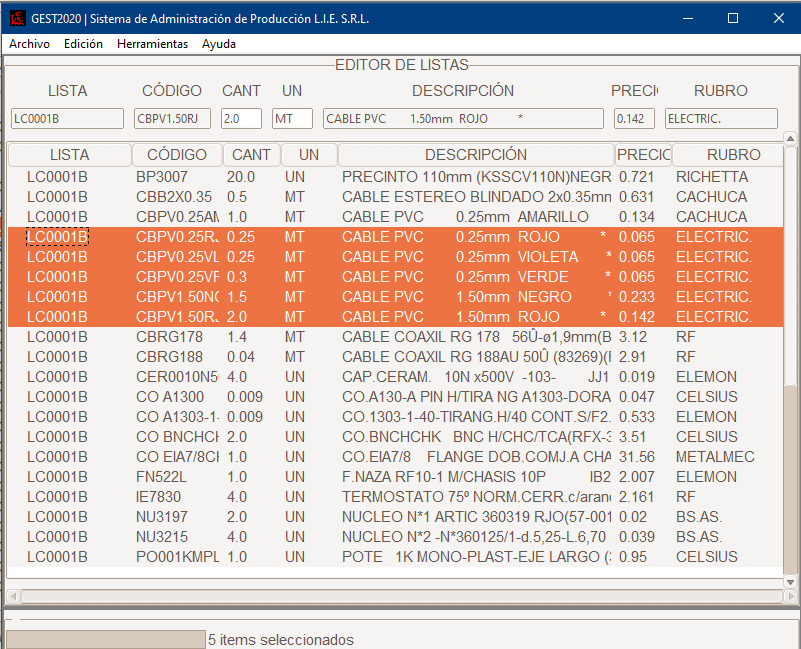 GEST2020 | Sistema de Administración de Producción L.I.E. S.R.L.
Archivo Edición Herramientas Ayuda
EDITOR DE LISTAS
LISTA CÓDIGO CANT UN DESCRIPCIÓN PRECI RUBRO
LC0001B CBPV1.50RJ 2.0 MT CABLE PVC 1.50mm ROJO * 0.142 ELECTRIC.
LISTA CÓDIGO CANT UN DESCRIPCIÓN PRECIO RUBRO
LC0001B BP3007 20.0 UN PRECINTO 110mm (KSSCV110N)NEGR 0.721 RICHETTA
LC0001B CBB2X0.35 0.5 MT CABLE ESTEREO BLINDADO 2x0.35mm 0.631 CACHUCA
LC0001B CBPV0.25AM 1.0 MT CABLE PVC 0.25mm AMARILLO 0.134 CACHUCA
LC0001B CBPV0.25RJ 0.25 MT CABLE PVC 0.25mm ROJO * 0.065 ELECTRIC.
LC0001B CBPV0.25VL 0.25 MT CABLE PVC 0.25mm VIOLETA * 0.065 ELECTRIC.
LC0001B CBPV0.25VF 0.3 MT CABLE PVC 0.25mm VERDE * 0.065 ELECTRIC.
LC0001B CBPV1.50NG 1.5 MT CABLE PVC 1.50mm NEGRO * 0.233 ELECTRIC.
LC0001B CBPV1.50RJ 2.0 MT CABLE PVC 1.50mm ROJO * 0.142 ELECTRIC.
LC0001B CBRG178 1.4 MT CABLE COAXIL RG 178 56Û-ø1,9mm(B 3.12 RF
LC0001B CBRG188 0.04 MT CABLE COAXIL RG 188AU 50Û (83269)( 2.91 RF
LC0001B CER0010N5 4.0 UN CAP.CERAM. 10N x500V -103- JJ1 0.019 ELEMON
LC0001B CO A1300 0.009 UN CO.A130-A PIN H/TIRA NG A1303-DORA 0.047 CELSIUS
LC0001B CO A1303-1- 0.009 UN CO.1303-1-40-TIRANG.H/40 CONT.S/F2. 0.533 ELEMON
LC0001B CO BNCHCH 2.0 UN CO.BNCHCHK BNC H/CHC/TCA(RFX-3 3.51 CELSIUS
LC0001B CO EIA7/8CH 1.0 UN CO.EIA7/8 FLANGE DOB.COMJ.A CHA 31.56 METALMEC
LC0001B FN522L 1.0 UN F.NAZA RF10-1 M/CHASIS 10P IB2 2.007 ELEMON
LC0001B IE7830 4.0 UN TERMOSTATO 75º NORM.CERR.c/aran 2.161 RF
LC0001B NU3197 2.0 UN NUCLEO N*1 ARTIC 360319 RJO(57-001 0.02 BS.AS.
LC0001B NU3215 4.0 UN NUCLEO N*2 -N*360125/1-d.5,25-L.6,70 0.039 BS.AS.
LC0001B PO001KMPL 1.0 UN POTE 1K MONO-PLAST-EJE LARGO ( 0.95 CELSIUS
5 items seleccionados